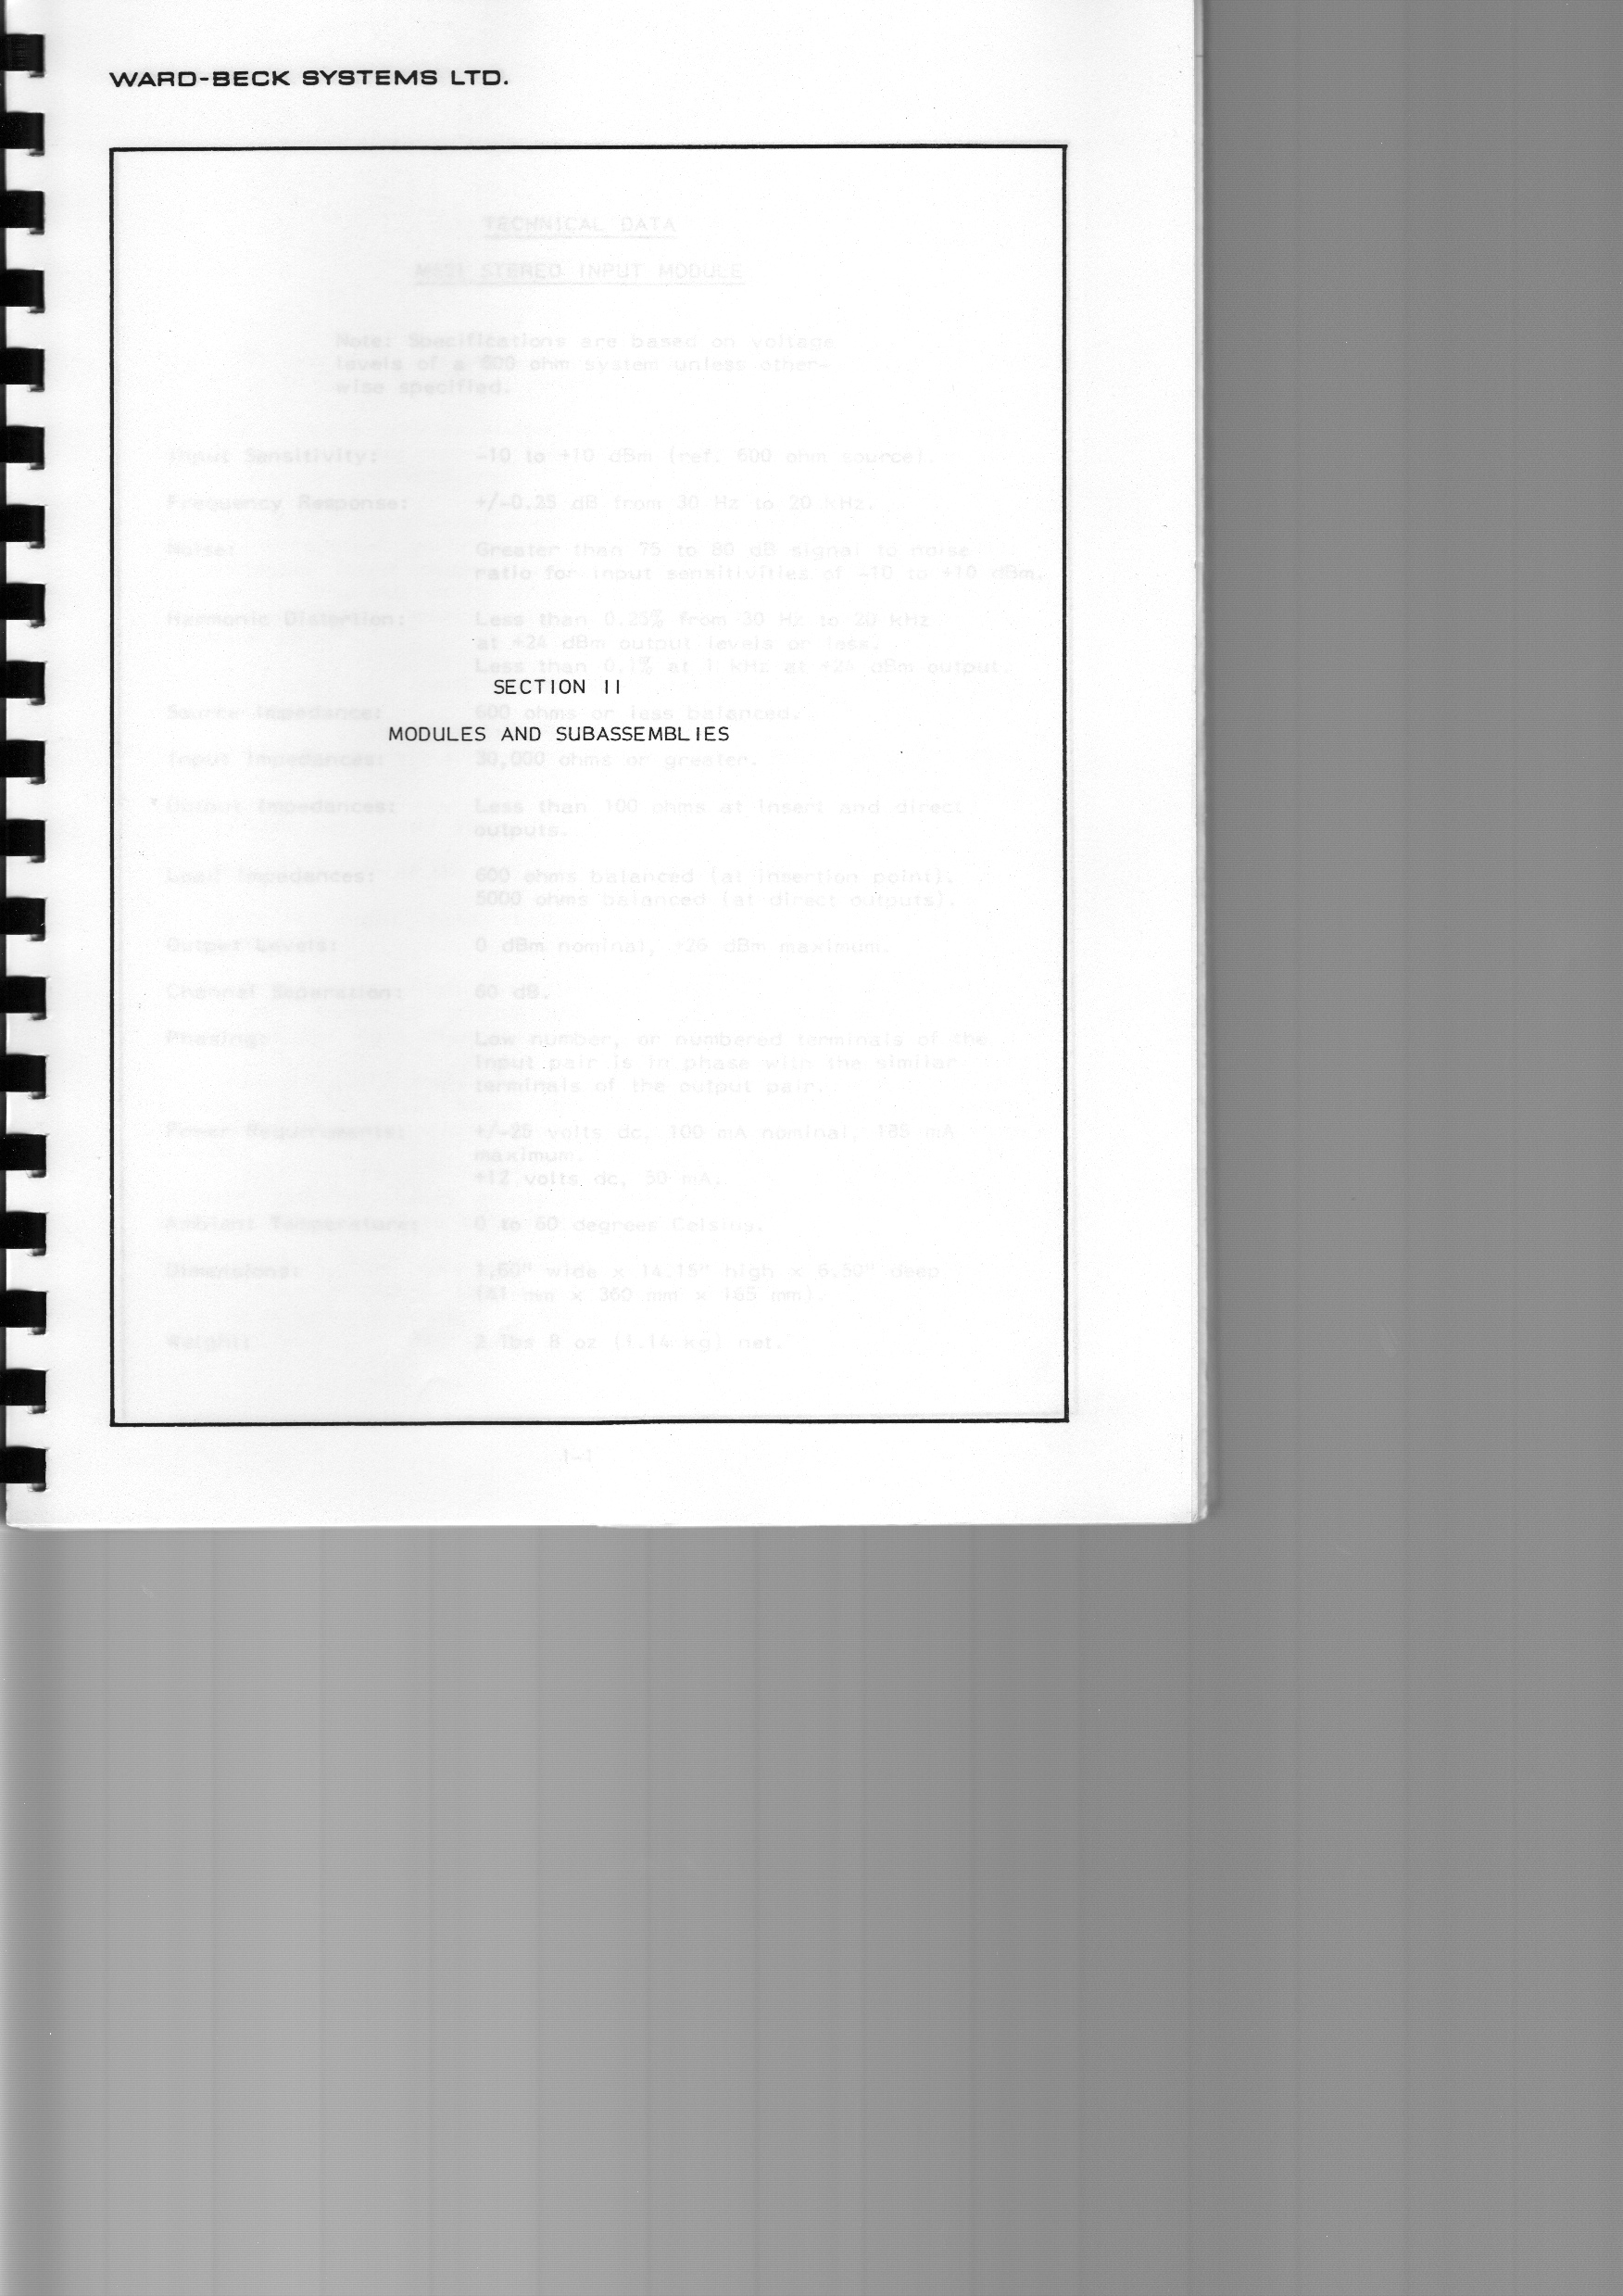 WARD-BECK SYSTEMS LTD.
TECHNICAL DATA
STEREO INPUT MODULE
Note: Specifications are based on voltage
levels of a 600 ohm system unless other-
wise specified.
Input Sensitivity: -10 to +10 dBm (ref. 600 ohm source).
Frequency Response: +/-0.25 dB from 30 Hz to 20 kHz.
Noise: Greater than 75 to 80 dB signal to noise
ratio for input sensitivities of -10 to +10 dBm.
Harmonic Distortion: Less than 0.25% from 30 Hz to 20 kHz
at +24 dBm output levels or less.
Less than 0.1% at 1 kHz at +24 dBm output.
SECTION II
Source Impedance: 600 ohms or less balanced.
MODULES AND SUBASSEMBLIES
Input Impedances: 30,000 ohms or greater.
Output Impedances: Less than 100 ohms at insert and direct
outputs.
Load Impedances: 600 ohms balanced (at insertion point).
5000 ohms balanced (at direct outputs).
Output Levels: 0 dBm nominal, +26 dBm maximum.
Channel Separation: 60 dB.
Phasing: Low number, or numbered terminals of the
input pair is in phase with the similar
terminals of the output pair.
Power Requirements: volts dc, 100 mA nominal, 185 mA
maximum.
+12 volts dc, 50 mA.
Ambient Temperature: 0 to 60 degrees Celsius.
Dimensions: 1.60" wide x 14.15" high x 6.50" deep
(41 mm x 360 mm x 165 mm).
Weight: 2 lbs 8 oz (1.14 kg) net.